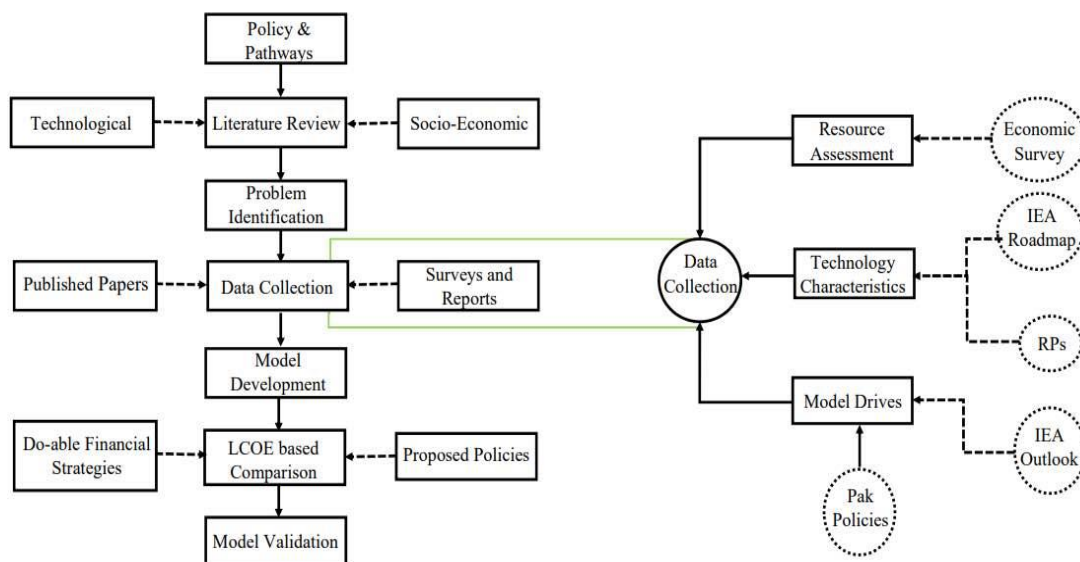 Policy &
Pathways
Technological
Literature Review
Socio-Economic
Problem
Identification
Published Papers
Data Collection
Surveys and
Reports
Model
Development
Do-able Financial
Strategies
LCOE based
Comparison
Proposed Policies
Model Validation
Data
Collection
Resource
Assessment
Economic
Survey
Technology
Characteristics
IEA
Roadmap
RPs
Model Drives
IEA
Outlook
Pak
Policies